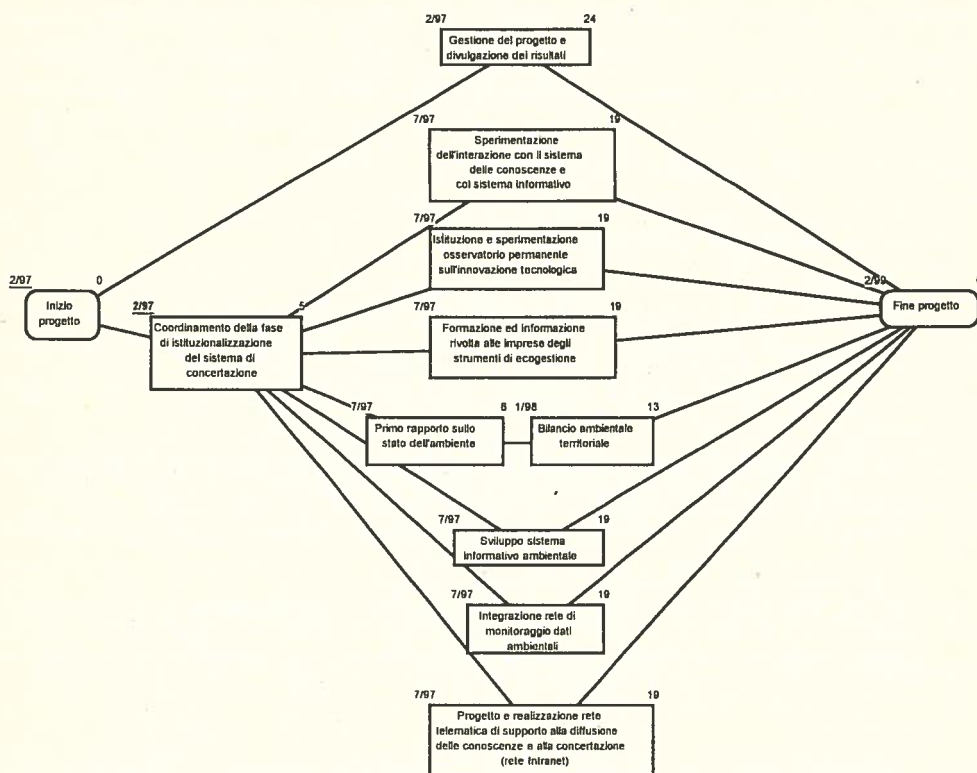 2/97 24
Gestione del progetto e
divulgazione dei risultati
7/97 19
Sperimentazione
dell'interazione con il sistema
delle conoscenze e
col sistema informativo
7/97 19
Istituzione e sperimentazione
osservatorio permanente
sull'innovazione tecnologica
2/97 0
Inizio
progetto
2/97 5
Coordinamento della fase
di istituzionalizzazione
del sistema di
concertazione
7/97 19
Formazione ed informazione
rivolta alle imprese degli
strumenti di ecogestione
2/99
Fine progetto
7/97 6
Primo rapporto sullo
stato dell'ambiente
1/98 13
Bilancio ambientale
territoriale
7/97 19
Sviluppo sistema
informativo ambientale
7/97 19
Integrazione rete di
monitoraggio dati
ambientali
7/97 19
Progetto e realizzazione rete
telematica di supporto alla diffusione
delle conoscenze e alla concertazione
(rete Intranet)